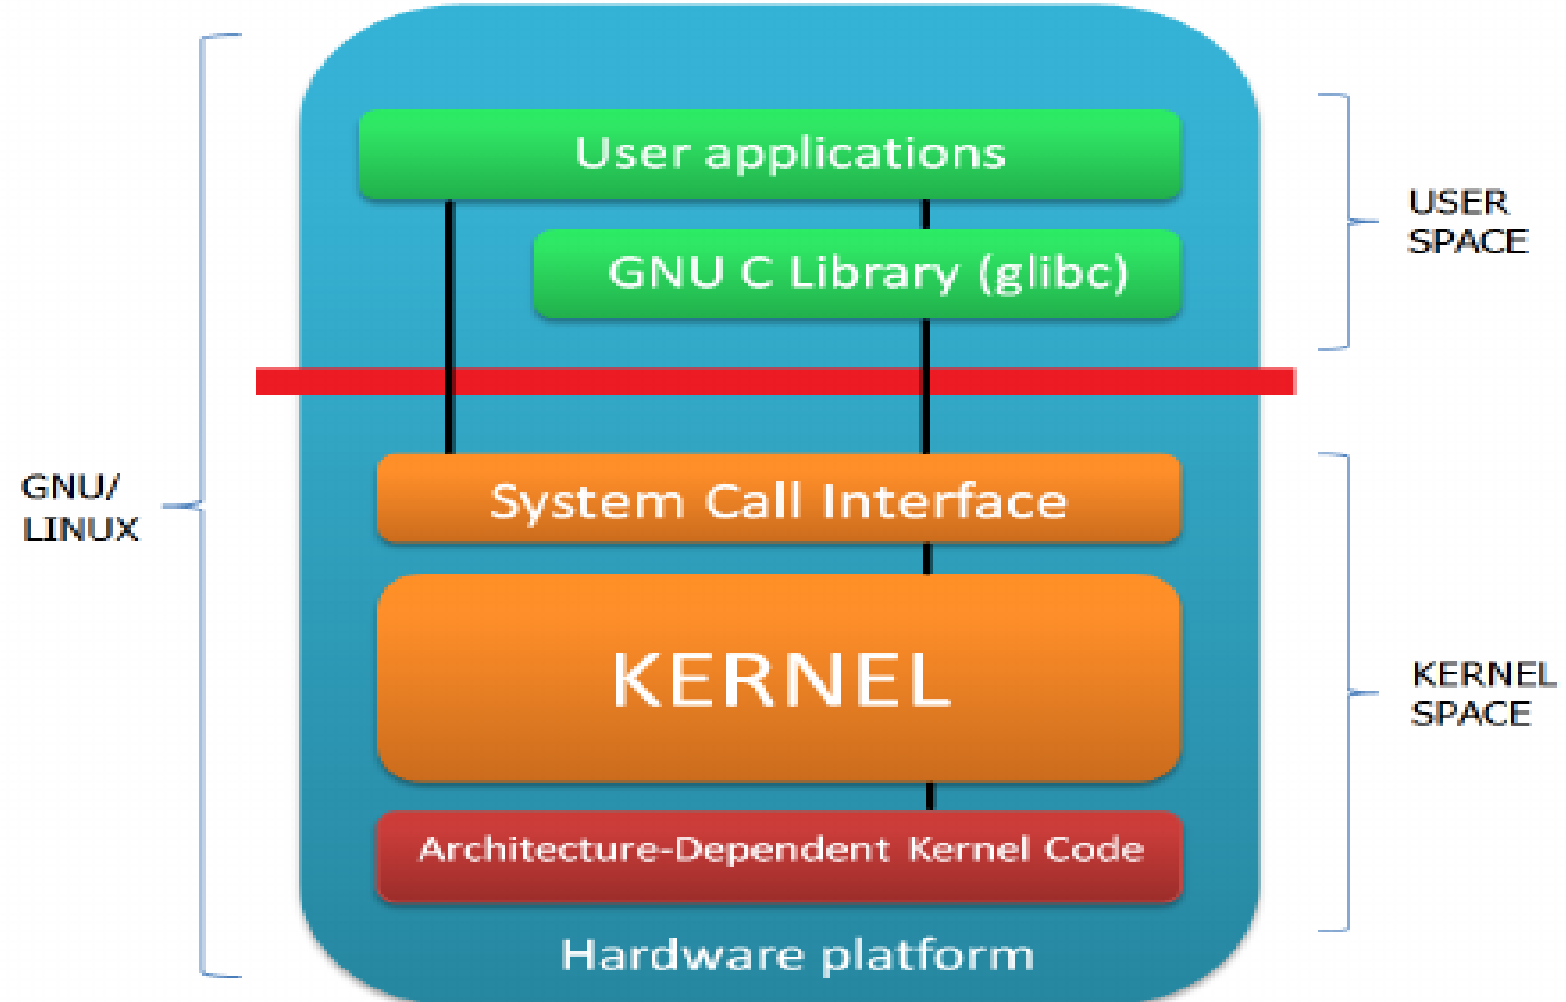 User applications
GNU C Library (glibc)
USER
SPACE
GNU/
LINUX
System Call Interface
KERNEL
KERNEL
SPACE
Architecture-Dependent Kernel Code
Hardware platform